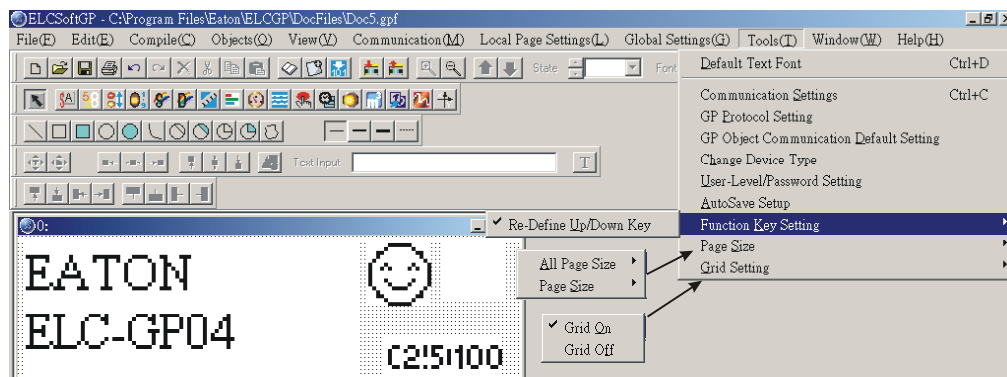 ELCSoftGP - C:\Program Files\Eaton\ELCGP\DocFiles\Doc5.gpf
File(F) Edit(E) Compile(C) Objects(O) View(V) Communication(M) Local Page Settings(L) Global Settings(G) Tools(T) Window(W) Help(H)
State Font
Text Input T
Default Text Font Ctrl+D
Communication Settings Ctrl+C
GP Protocol Setting
GP Object Communication Default Setting
Change Device Type
User-Level/Password Setting
AutoSave Setup
Function Key Setting
Page Size
Grid Setting
Re-Define Up/Down Key
All Page Size
Page Size
Grid On
Grid Off
0:
EATON
ELC-GP04